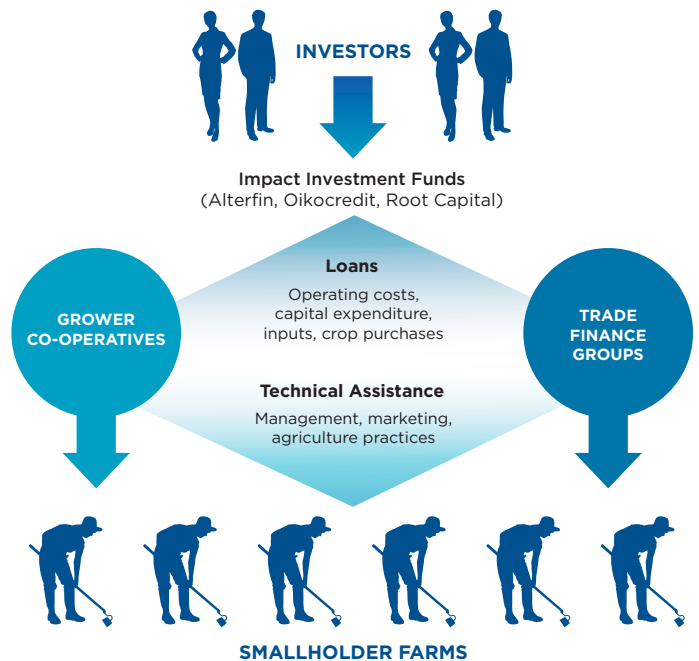 INVESTORS
Impact Investment Funds
(Alterfin, Oikocredit, Root Capital)
Loans
Operating costs,
capital expenditure,
inputs, crop purchases
GROWER
CO-OPERATIVES
TRADE
FINANCE
GROUPS
Technical Assistance
Management, marketing,
agriculture practices
SMALLHOLDER FARMS